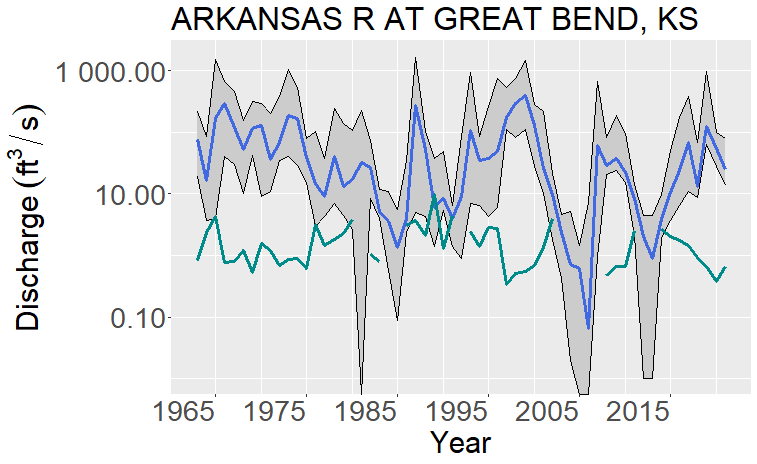 ARKANSAS R AT GREAT BEND, KS
Discharge (ft³/s)
1 000.00
10.00
0.10
1965 1975 1985 1995 2005 2015
Year